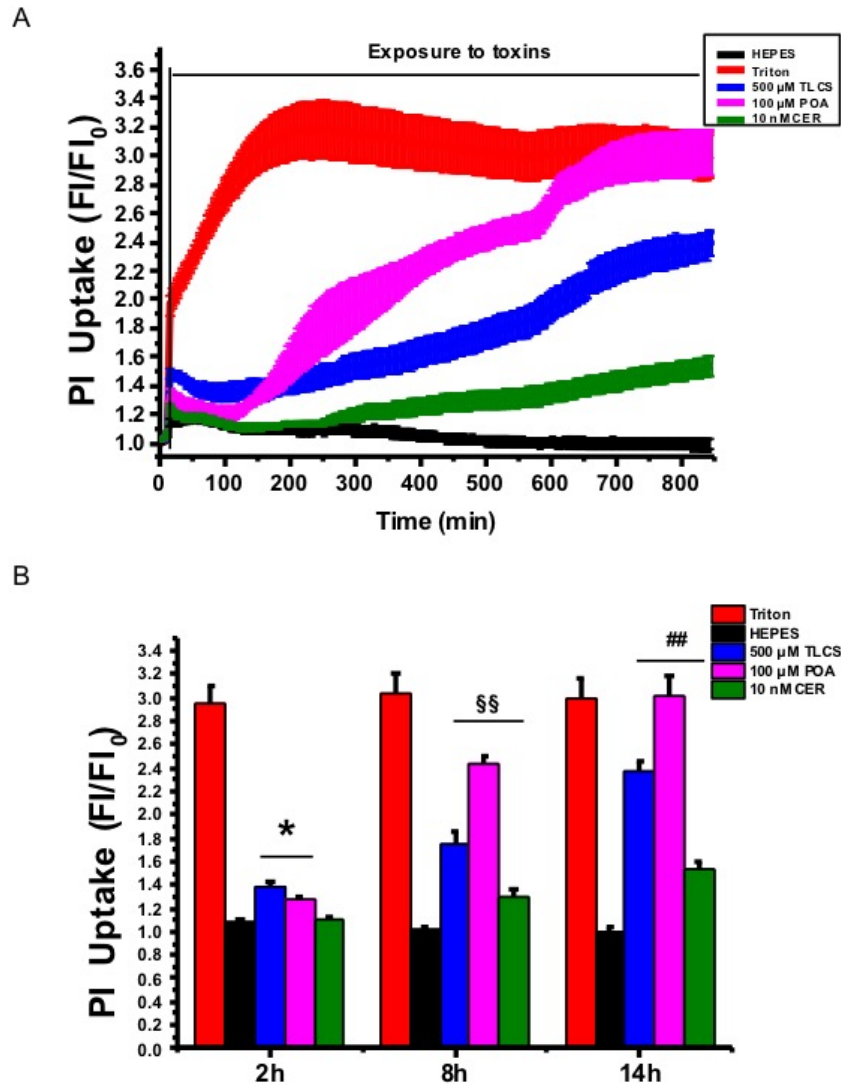 A
Exposure to toxins
HEPES
Triton
500 µM TLCS
100 µM POA
10 nM CER
PI Uptake (FI/FI0)
3.6
3.4
3.2
3.0
2.8
2.6
2.4
2.2
2.0
1.8
1.6
1.4
1.2
1.0
0 100 200 300 400 500 600 700 800
Time (min)
B
Triton
HEPES
500 µM TLCS
100 µM POA
10 nM CER
PI Uptake (FI/FI0)
3.4
3.2
3.0
2.8
2.6
2.4
2.2
2.0
1.8
1.6
1.4
1.2
1.0
0.8
0.6
0.4
0.2
0.0
*
§§
##
2h 8h 14h